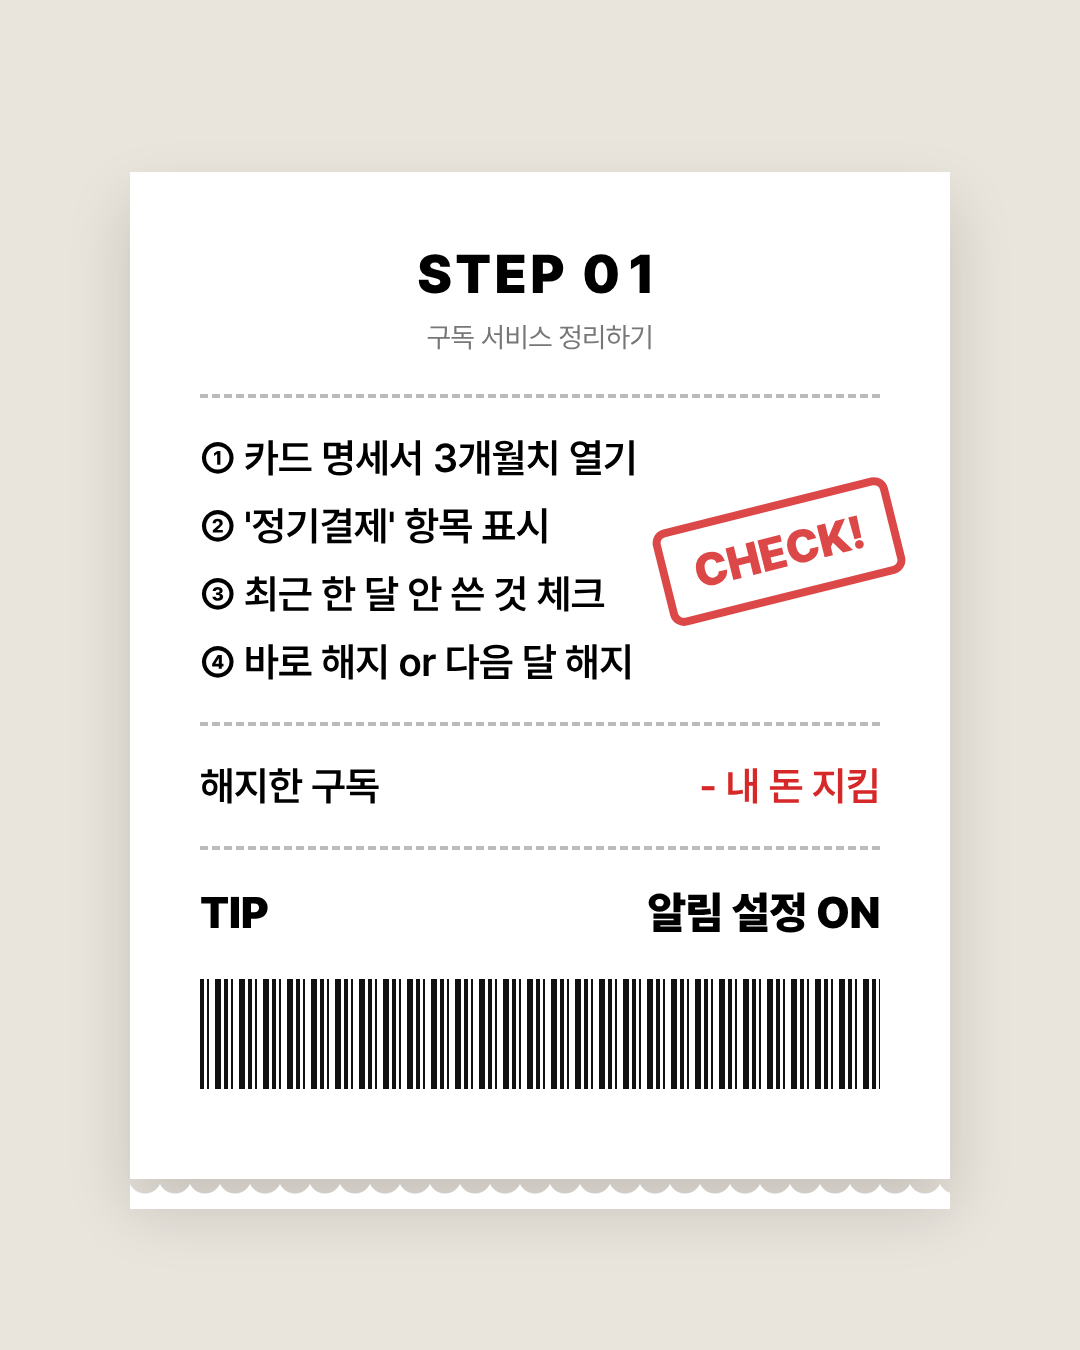 STEP 01
구독 서비스 정리하기
① 카드 명세서 3개월치 열기
② '정기결제' 항목 표시
③ 최근 한 달 안 쓴 것 체크
④ 바로 해지 or 다음 달 해지
CHECK!
해지한 구독 - 내 돈 지킴
TIP 알림 설정 ON